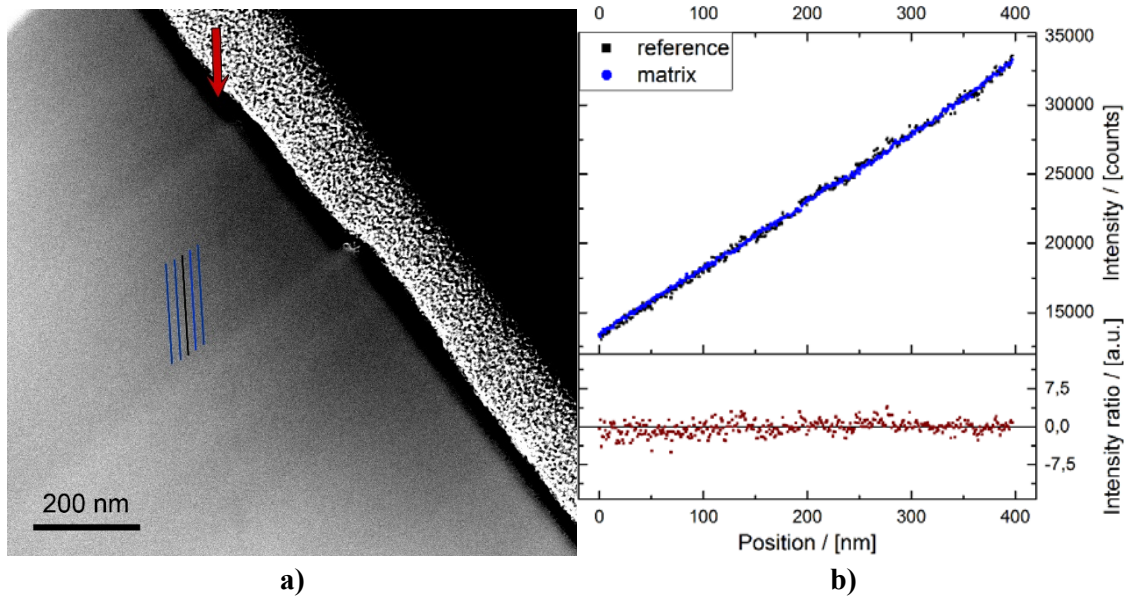 200 nm
a)
0 100 200 300 400
reference
matrix
35000
30000
25000
20000
15000
Intensity / [counts]
7,5
0,0
-7,5
Intensity ratio / [a.u.]
0 100 200 300 400
Position / [nm]
b)